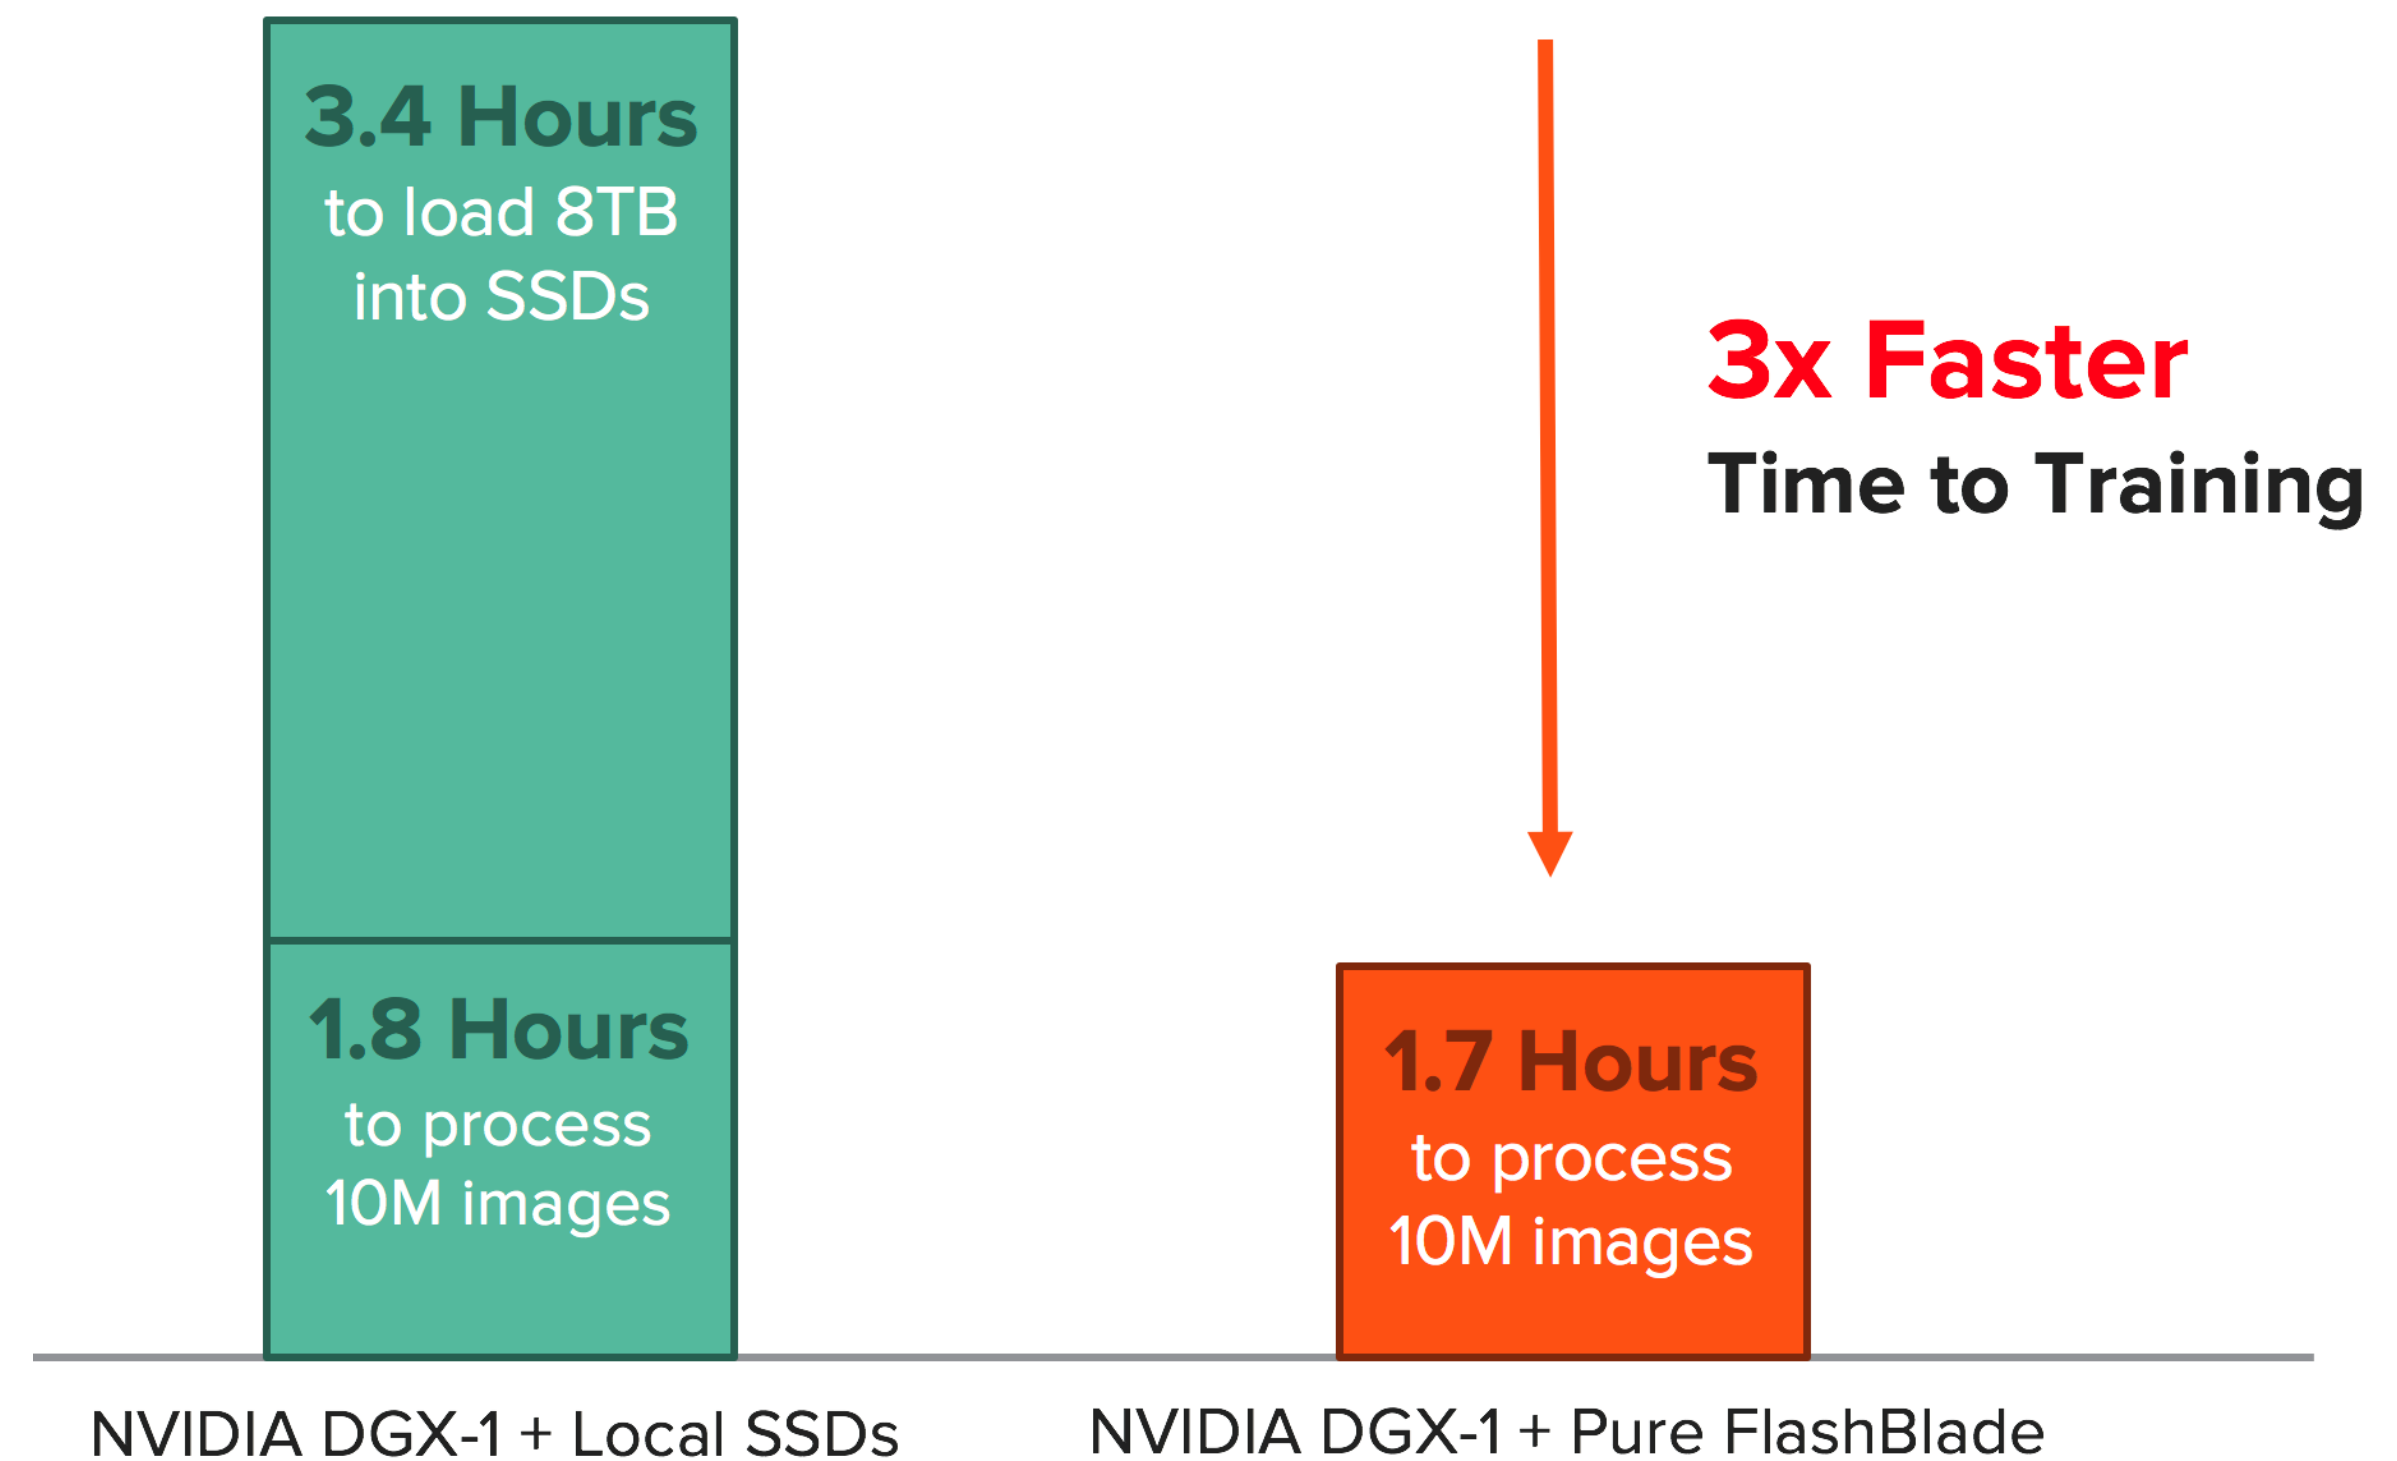 3.4 Hours
to load 8TB
into SSDs
1.8 Hours
to process
10M images
3x Faster
Time to Training
1.7 Hours
to process
10M images
NVIDIA DGX-1 + Local SSDs
NVIDIA DGX-1 + Pure FlashBlade